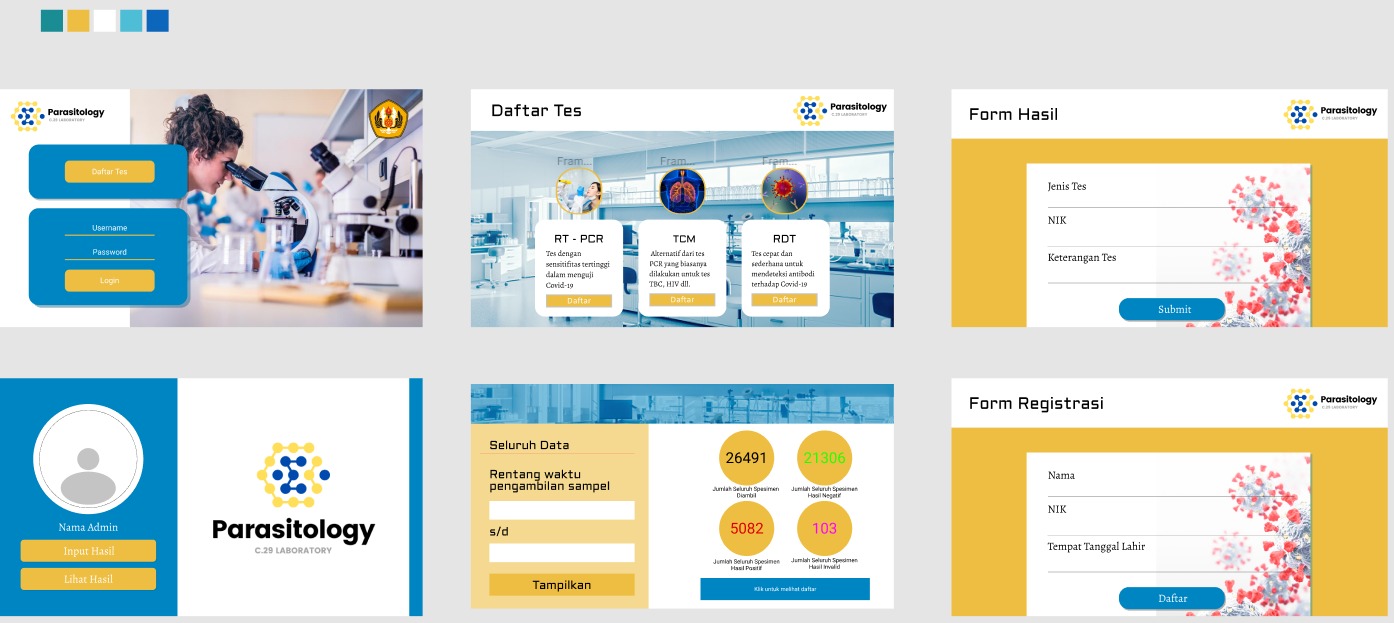 Parasitology
C.29 LABORATORY
Daftar Tes
Username
Password
Login
Daftar Tes
Parasitology
C.29 LABORATORY
Fram...
Fram...
Fram...
RT - PCR
Tes dengan
sensitifitas tertinggi
dalam menguji
Covid-19
Daftar
TCM
Alternatif dari tes
PCR yang biasanya
dilakukan untuk tes
TBC, HIV dll.
Daftar
RDT
Tes cepat dan
sederhana untuk
mendeteksi antibodi
terhadap Covid-19
Daftar
Form Hasil
Parasitology
C.29 LABORATORY
Jenis Tes
NIK
Keterangan Tes
Submit
Nama Admin
Input Hasil
Lihat Hasil
Parasitology
C.29 LABORATORY
Seluruh Data
Rentang waktu
pengambilan sampel
s/d
Tampilkan
26491
Jumlah Seluruh Spesimen
Diambil
21306
Jumlah Seluruh Spesimen
Hasil Negatif
5082
Jumlah Seluruh Spesimen
Hasil Positif
103
Jumlah Seluruh Spesimen
Hasil Invalid
Klik untuk melihat daftar
Form Registrasi
Parasitology
C.29 LABORATORY
Nama
NIK
Tempat Tanggal Lahir
Daftar